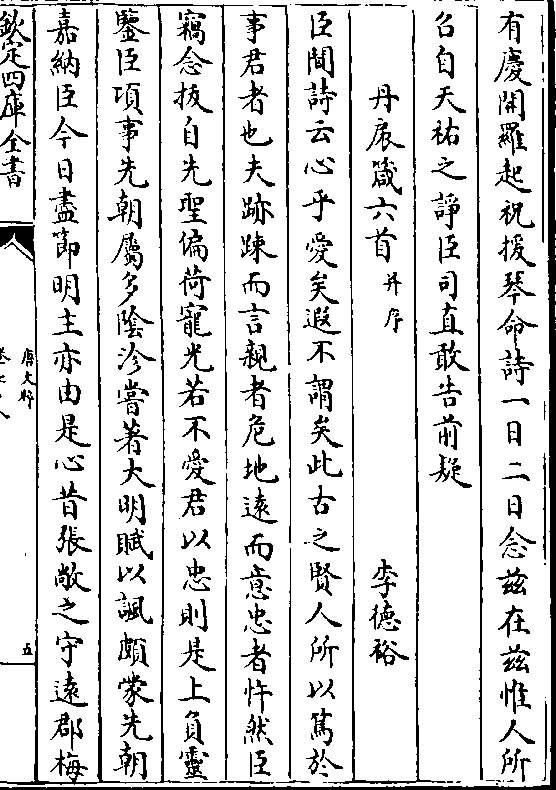 有慶開羅起祝援琴命詩一日二日念兹在兹惟人所
召自天祐之諍臣司直敢告前疑
丹扆箴六首并序 李德裕
臣聞詩云心乎愛矣遐不謂矣此古之賢人所以篤於
事君者也夫跡踈而言親者危地遠而意忠者忤然臣
竊念拔自先聖偏荷寵光若不愛君以忠則是上負靈
鑒臣頃事先朝屬多陰沴嘗著大明賦以諷頗蒙先朝
嘉納臣今日盡節明主亦由是心昔張敞之守遠郡梅
欽定四庫全書
唐文粹
五